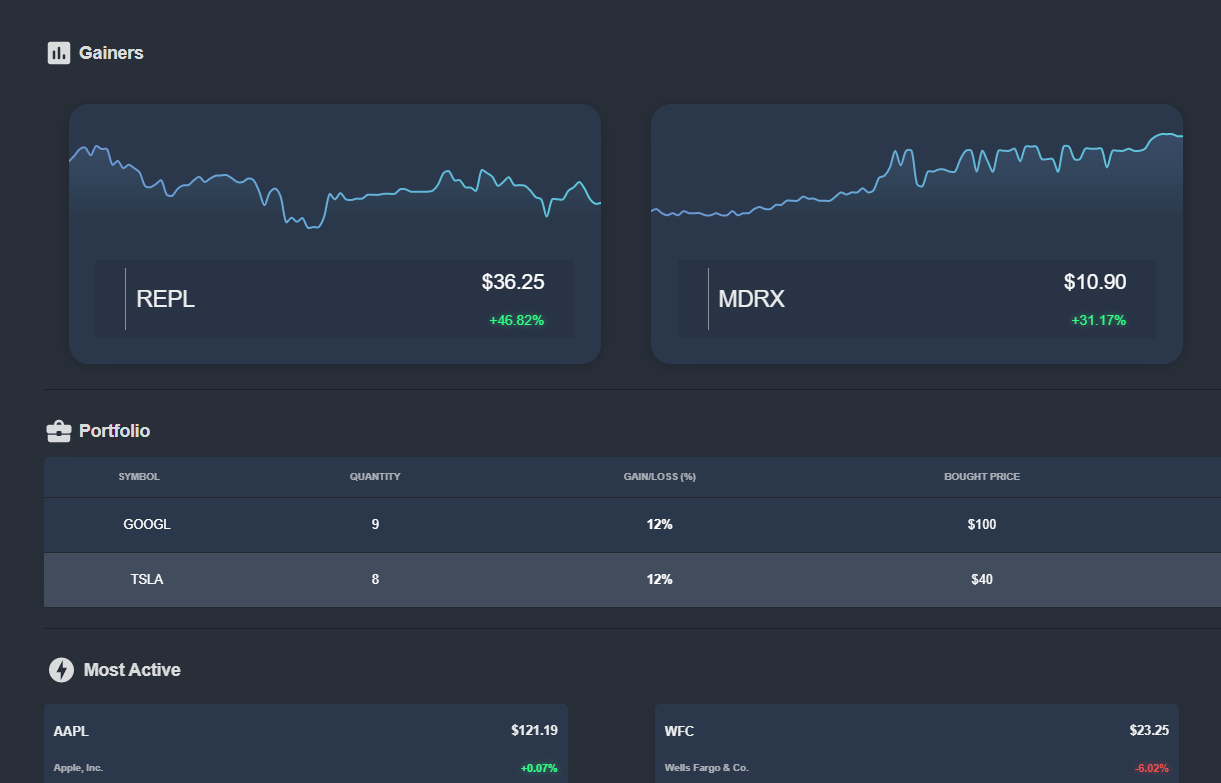 Gainers
REPL
$36.25
+46.82%
MDRX
$10.90
+31.17%
Portfolio
SYMBOL QUANTITY GAIN/LOSS (%) BOUGHT PRICE
GOOGL 9 12% $100
TSLA 8 12% $40
Most Active
AAPL $121.19
Apple, Inc. +0.07%
WFC $23.25
Wells Fargo & Co. -6.02%